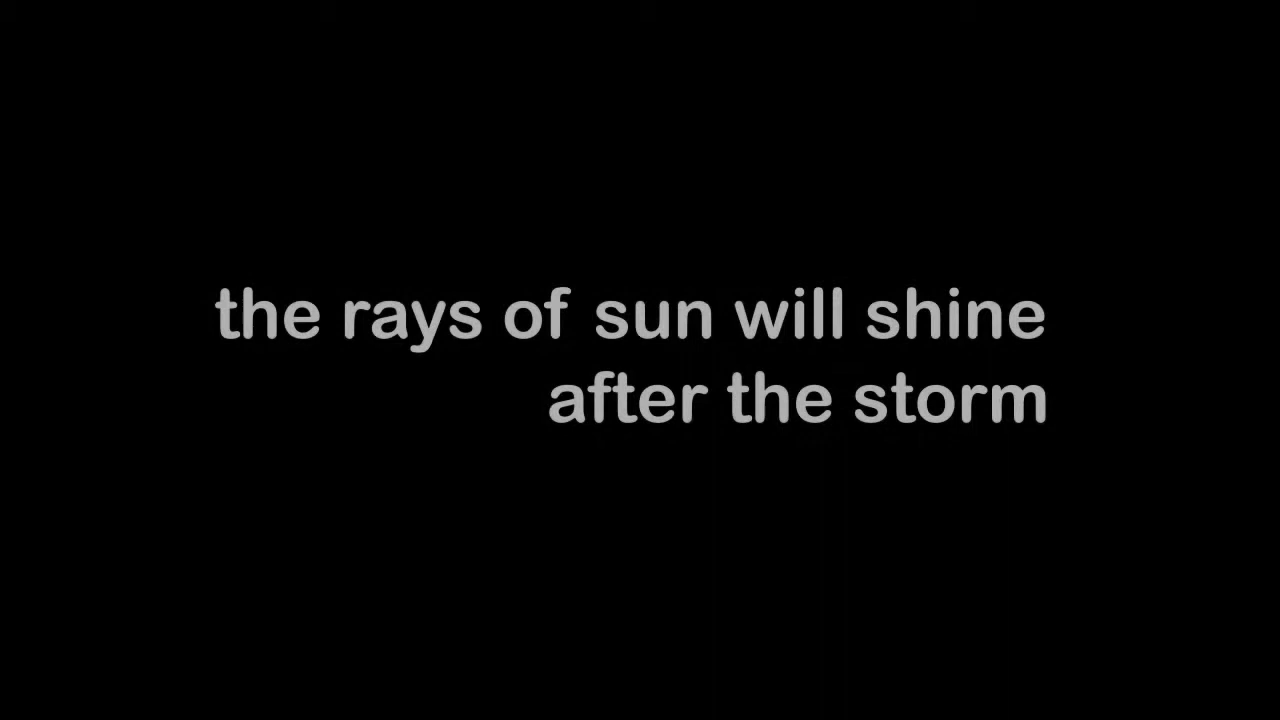 the rays of sun will shine
after the storm